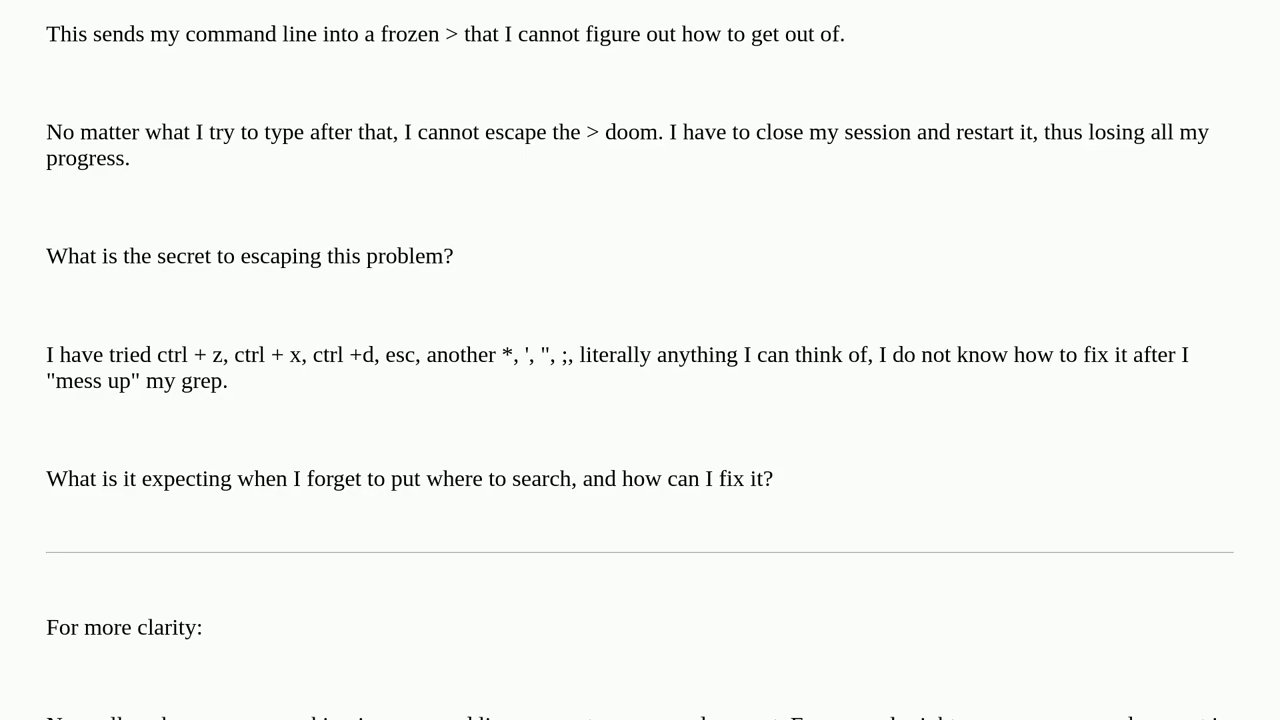 This sends my command line into a frozen > that I cannot figure out how to get out of.
No matter what I try to type after that, I cannot escape the > doom. I have to close my session and restart it, thus losing all my
progress.
What is the secret to escaping this problem?
I have tried ctrl + z, ctrl + x, ctrl +d, esc, another *, ', ", ;, literally anything I can think of, I do not know how to fix it after I
"mess up" my grep.
What is it expecting when I forget to put where to search, and how can I fix it?
For more clarity: